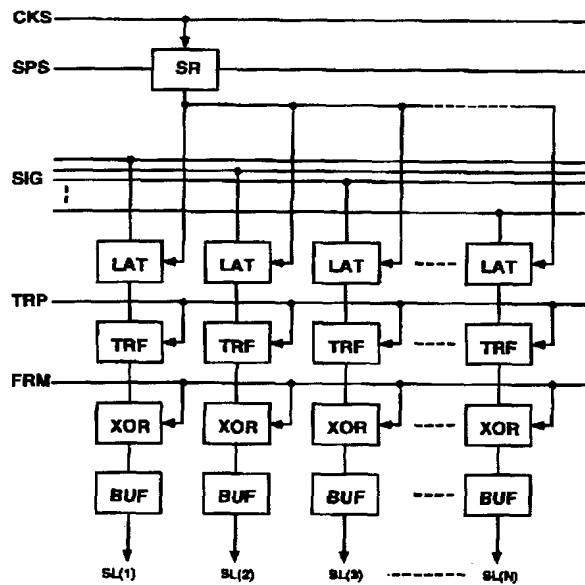 CKS
SPS SR
SIG
LAT LAT LAT LAT
TRP
TRF TRF TRF TRF
FRM
XOR XOR XOR XOR
BUF BUF BUF BUF
SL(1) SL(2) SL(3) SL(N)